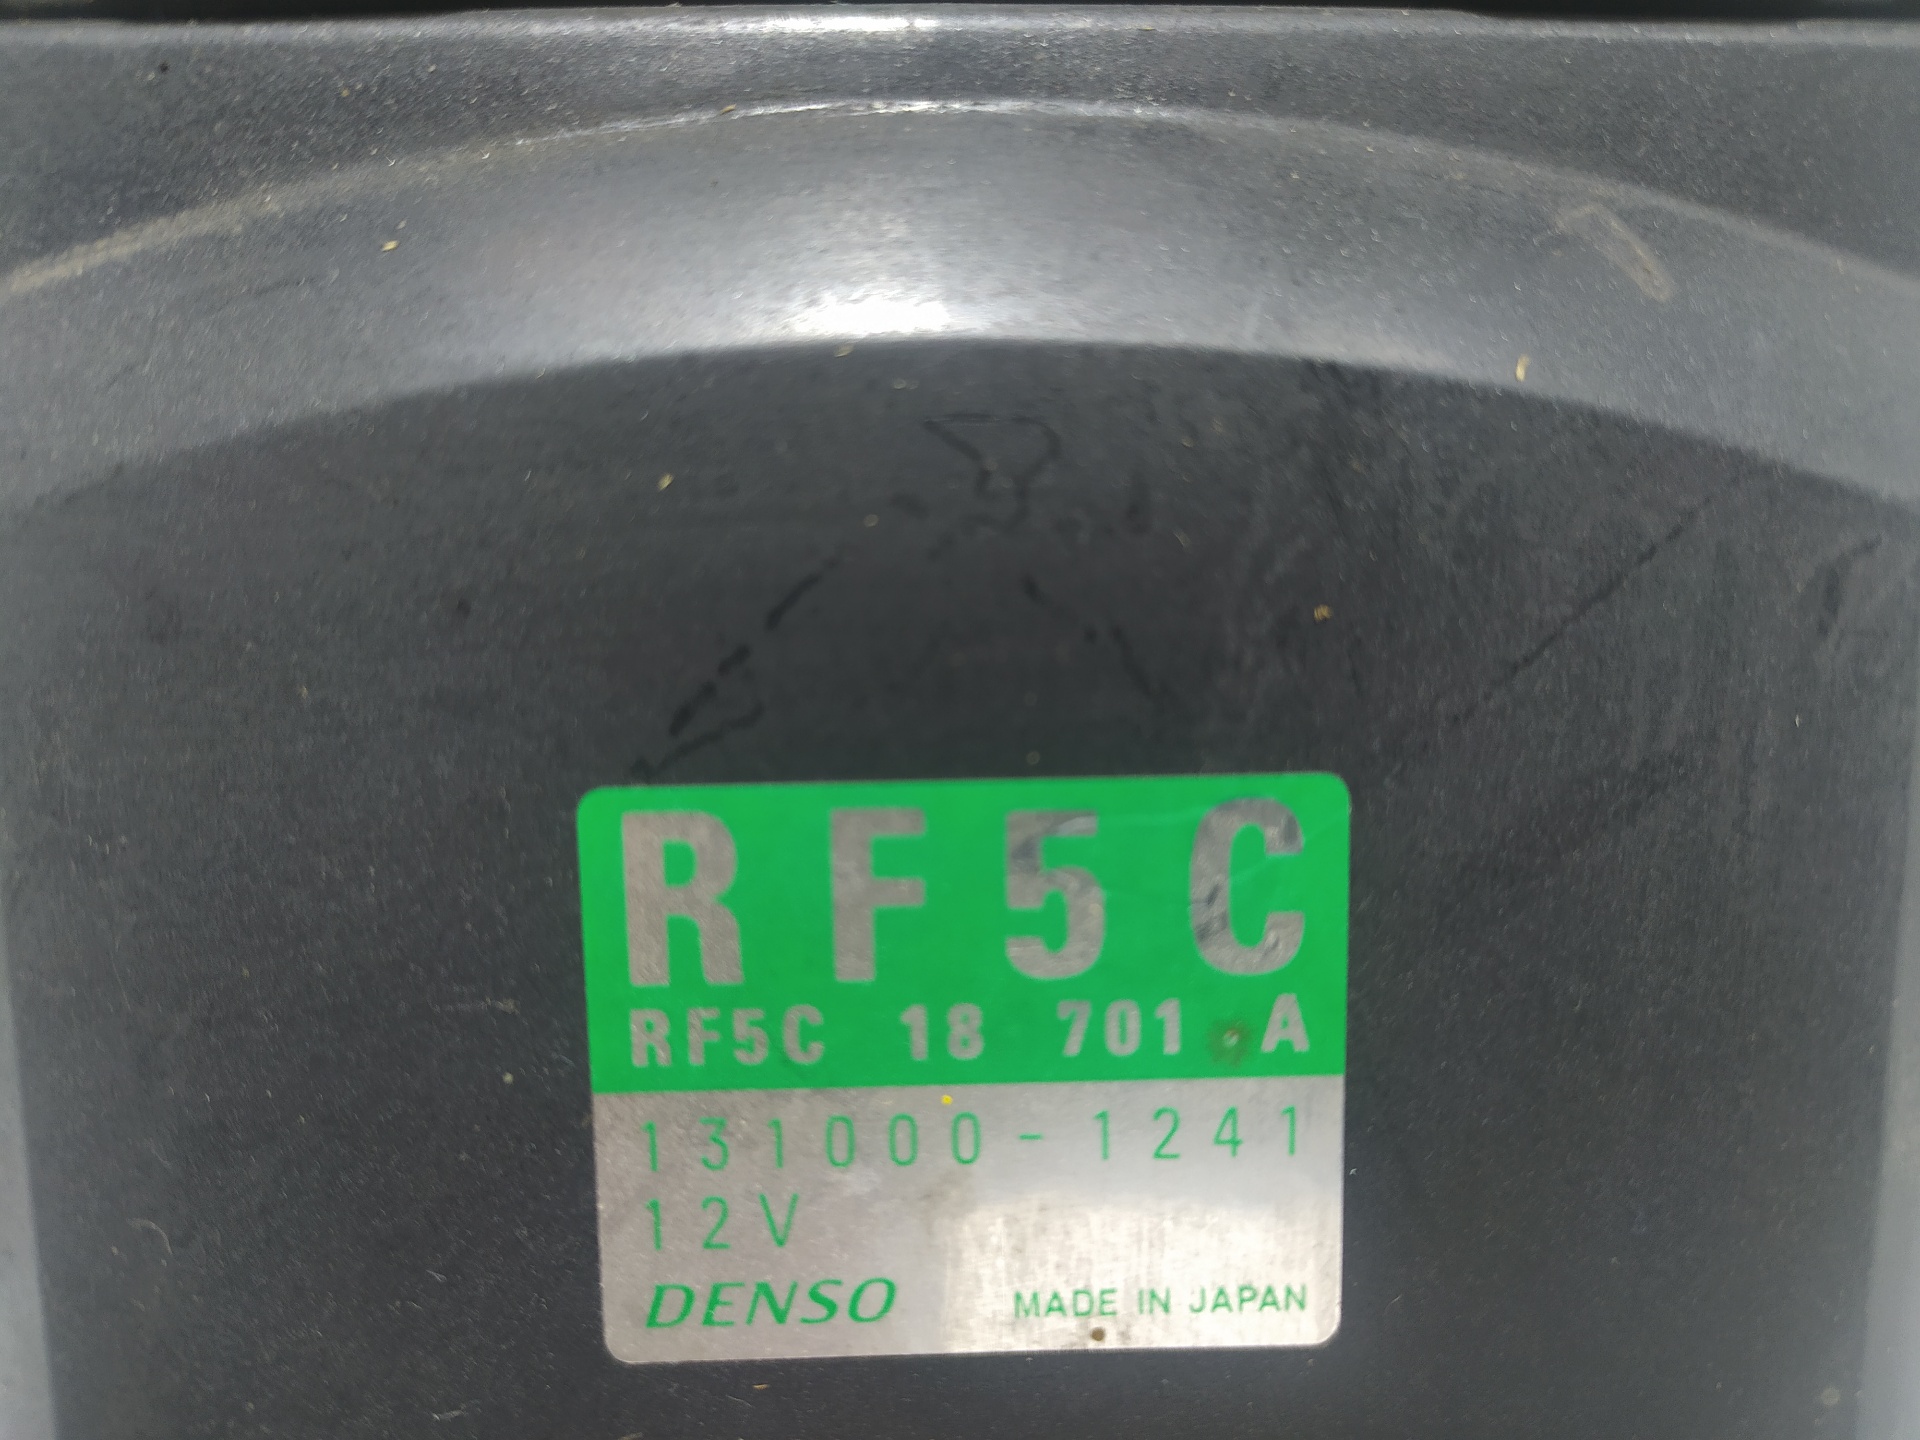 RF5C
RF5C 18 701 A
131000-1241
12V
DENSO MADE IN JAPAN